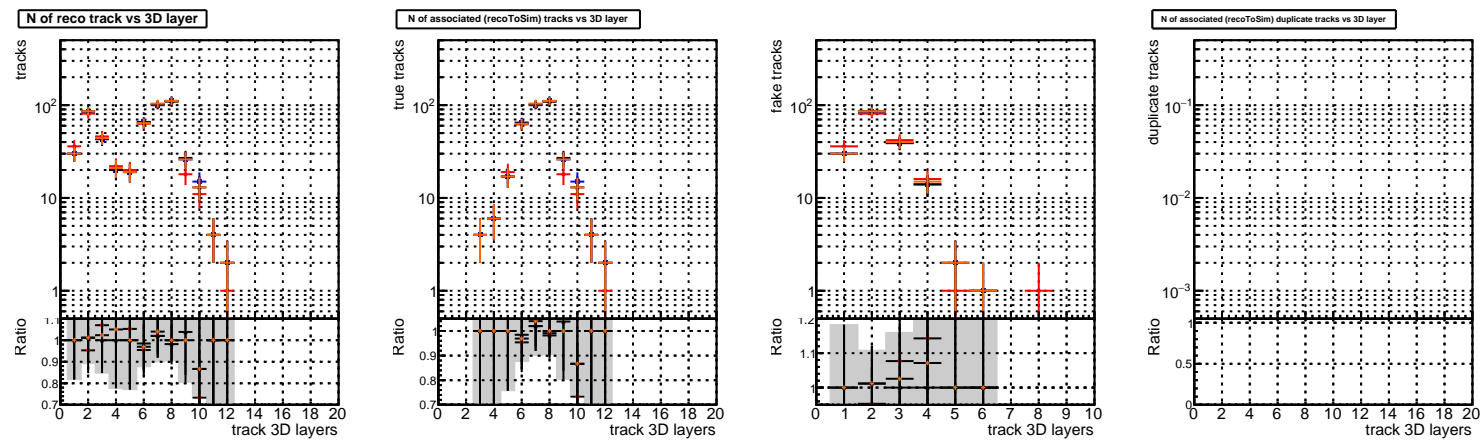 N of reco track vs 3D layer
tracks
10²
10
1
Ratio
1.1
1
0.9
0.8
0.7
0 2 4 6 8 10 12 14 16 18 20
track 3D layers
N of associated (recoToSim) tracks vs 3D layer
true tracks
10²
10
1
Ratio
1
0.9
0.8
0.7
0 2 4 6 8 10 12 14 16 18 20
track 3D layers
fake tracks
10²
10
1
Ratio
1.2
1.1
1
0 1 2 3 4 5 6 7 8 9 10
track 3D layers
N of associated (recoToSim) duplicate tracks vs 3D layer
duplicate tracks
10⁻¹
10⁻²
10⁻³
Ratio
1
0.5
0
0 2 4 6 8 10 12 14 16 18 20
track 3D layers